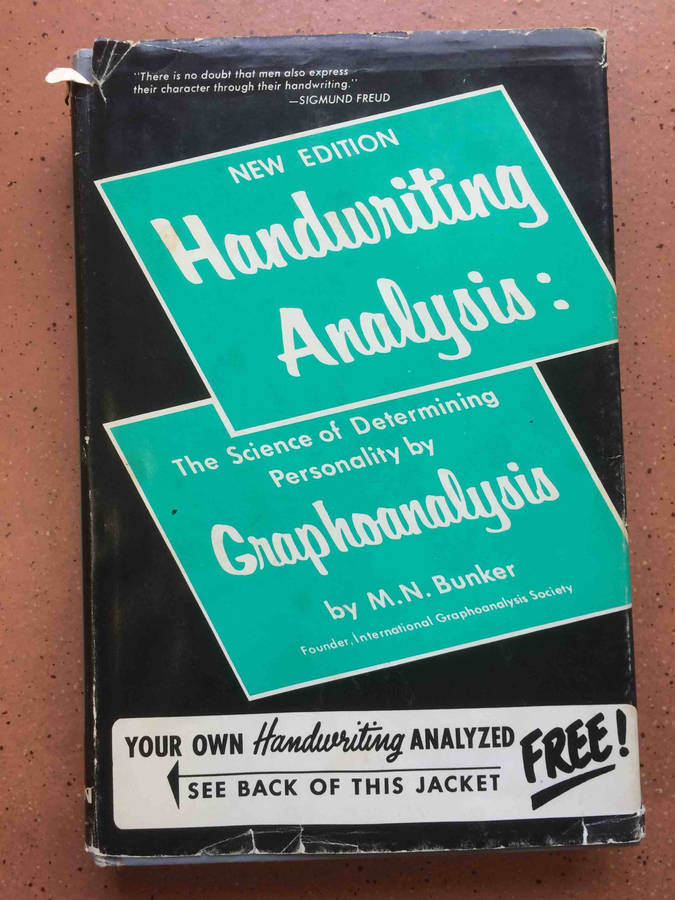 "There is no doubt that men also express
their character through their handwriting."
—SIGMUND FREUD
NEW EDITION
Handwriting
Analysis:
The Science of Determining
Personality by
Graphoanalysis
by M.N. Bunker
Founder, International Graphoanalysis Society
YOUR OWN Handwriting ANALYZED FREE!
SEE BACK OF THIS JACKET